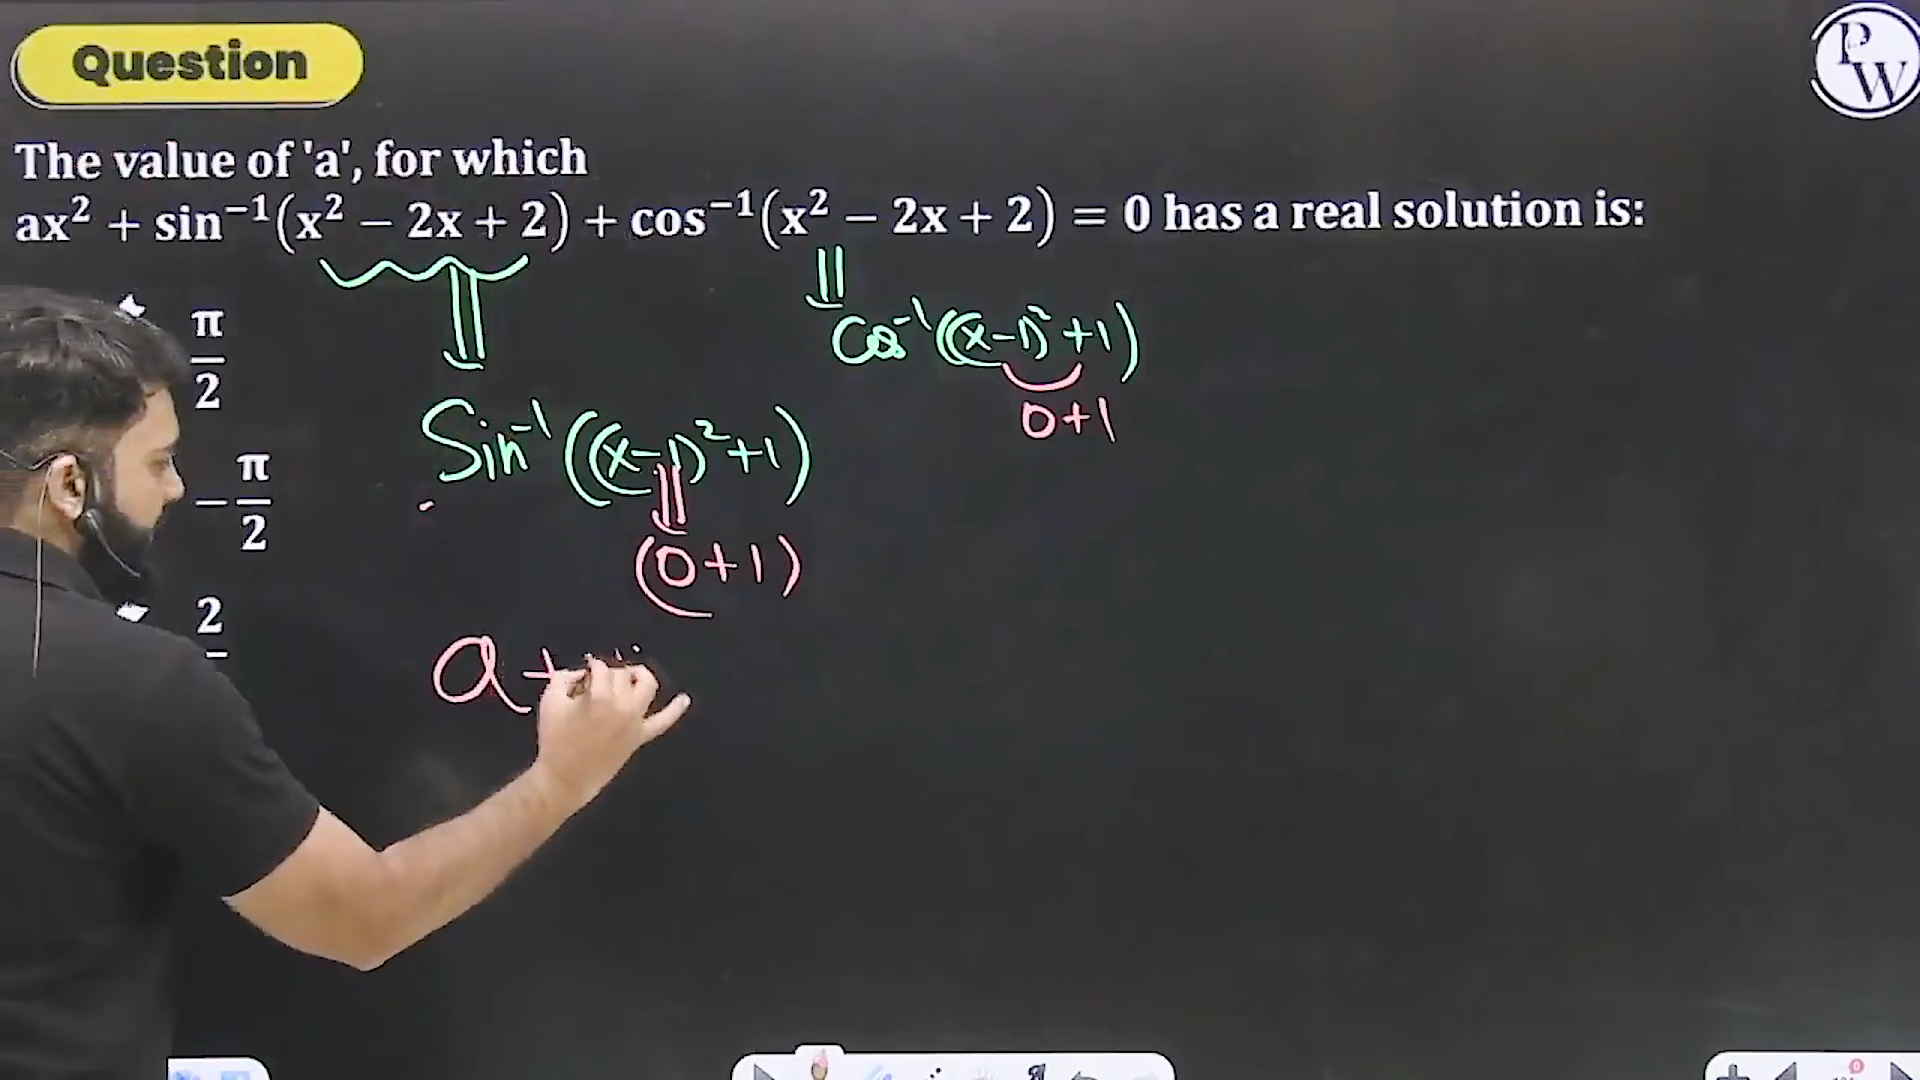 Question
PW
The value of 'a', for which
ax² + sin⁻¹(x² − 2x + 2) + cos⁻¹(x² − 2x + 2) = 0 has a real solution is:
π/2
Cos⁻¹((x−1)²+1)
0+1
Sin⁻¹((x−1)²+1)
−π/2
(0+1)
2
a+